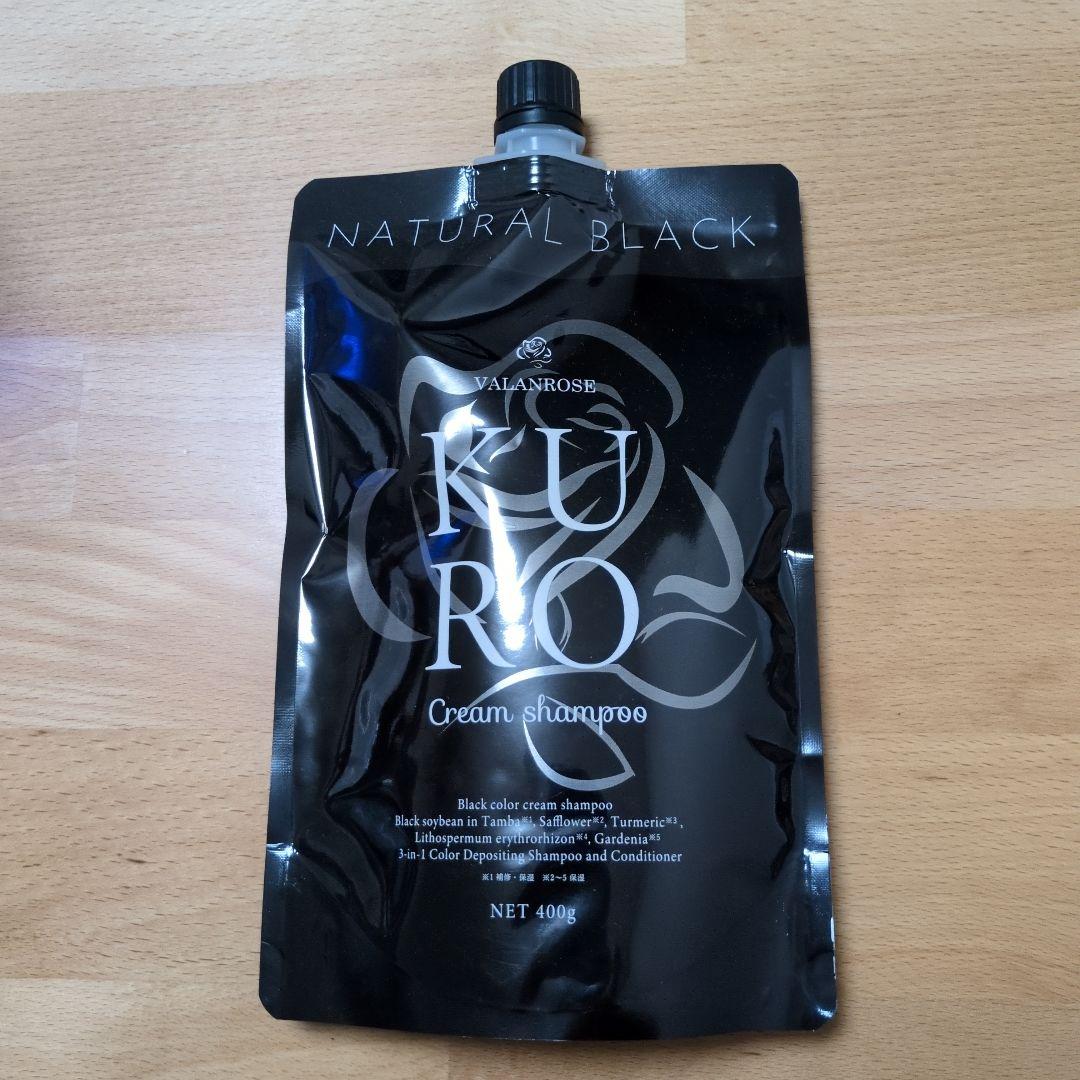 NATURAL BLACK
VALANROSE
KU
RO
Cream shampoo
Black color cream shampoo
Black soybean in Tamba※1, Safflower※2, Turmeric※3 ,
Lithospermum erythrorhizon※4, Gardenia※5
3-in-1 Color Depositing Shampoo and Conditioner
※1 補修・保湿 ※2～5 保湿
NET 400g